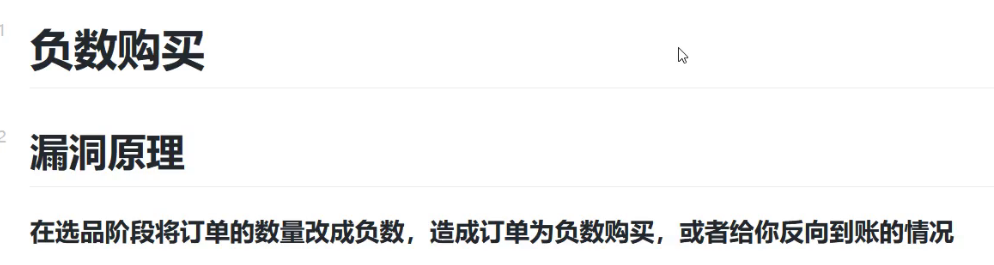 1
负数购买
2
漏洞原理
在选品阶段将订单的数量改成负数，造成订单为负数购买，或者给你反向到账的情况